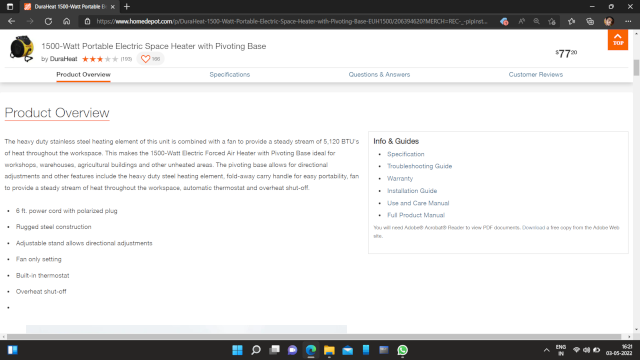 DuraHeat 1500-Watt Portable El
https://www.homedepot.com/p/DuraHeat-1500-Watt-Portable-Electric-Space-Heater-with-Pivoting-Base-EUH1500/206394620?MERCH=REC-_-pipinst...
1500-Watt Portable Electric Space Heater with Pivoting Base
by DuraHeat (193)
$77.20
TOP
Product Overview
Specifications
Questions & Answers
Customer Reviews
Product Overview
The heavy duty stainless steel heating element of this unit is combined with a fan to provide a steady stream of 5,120 BTU's
of heat throughout the workspace. This makes the 1500-Watt Electric Forced Air Heater with Pivoting Base ideal for
workshops, warehouses, agricultural buildings and other unheated areas. The pivoting base allows for directional
adjustments and other features include the heavy duty steel heating element, fold-away carry handle for easy portability, fan
to provide a steady stream of heat throughout the workspace, automatic thermostat and overheat shut-off.
6 ft. power cord with polarized plug
Rugged steel construction
Adjustable stand allows directional adjustments
Fan only setting
Built-in thermostat
Overheat shut-off
Info & Guides
Specification
Troubleshooting Guide
Warranty
Installation Guide
Use and Care Manual
Full Product Manual
You will need Adobe® Acrobat® Reader to view PDF documents. Download a free copy from the Adobe Web
site.
ENG
IN
16:21
03-05-2022